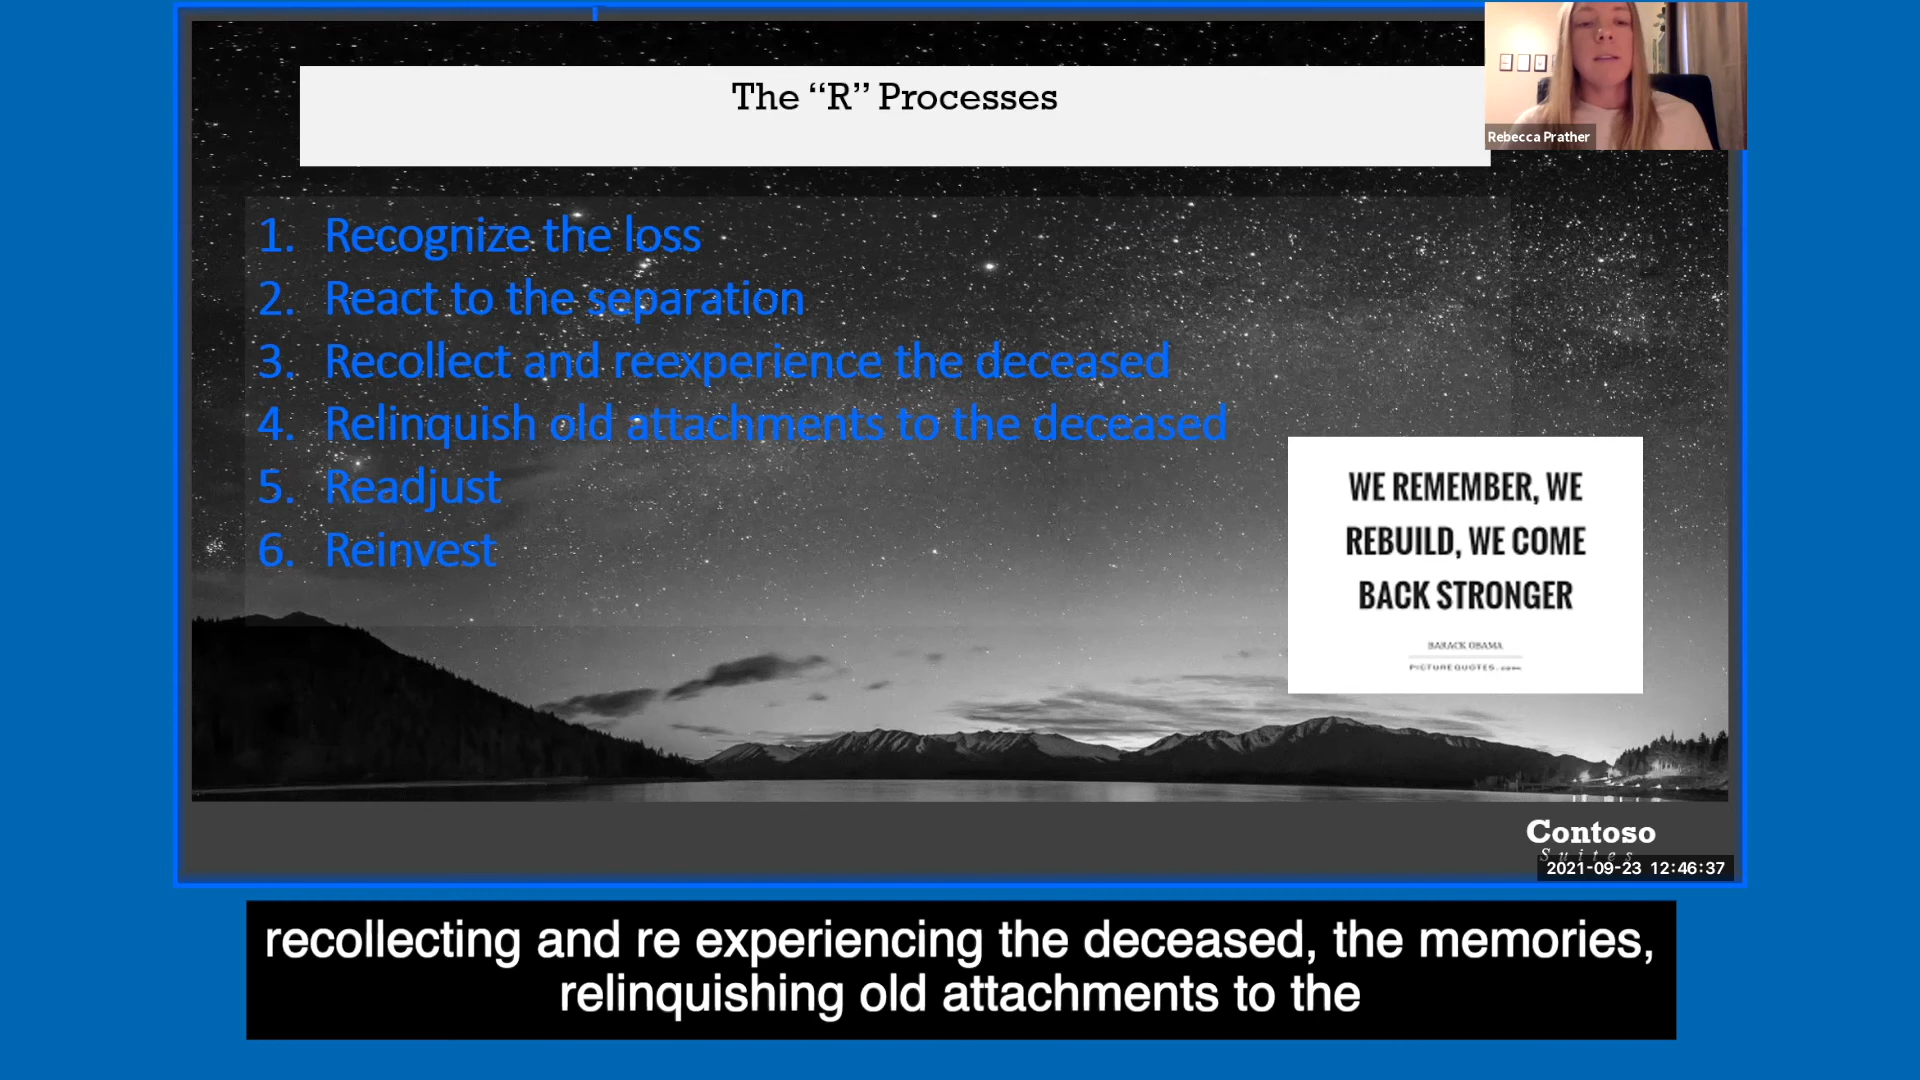 The “R” Processes
Rebecca Prather
1. Recognize the loss
2. React to the separation
3. Recollect and reexperience the deceased
4. Relinquish old attachments to the deceased
5. Readjust
6. Reinvest
WE REMEMBER, WE
REBUILD, WE COME
BACK STRONGER
BARACK OBAMA
PICTUREQUOTES.com
Contoso
Suites
2021-09-23 12:46:37
recollecting and re experiencing the deceased, the memories,
relinquishing old attachments to the